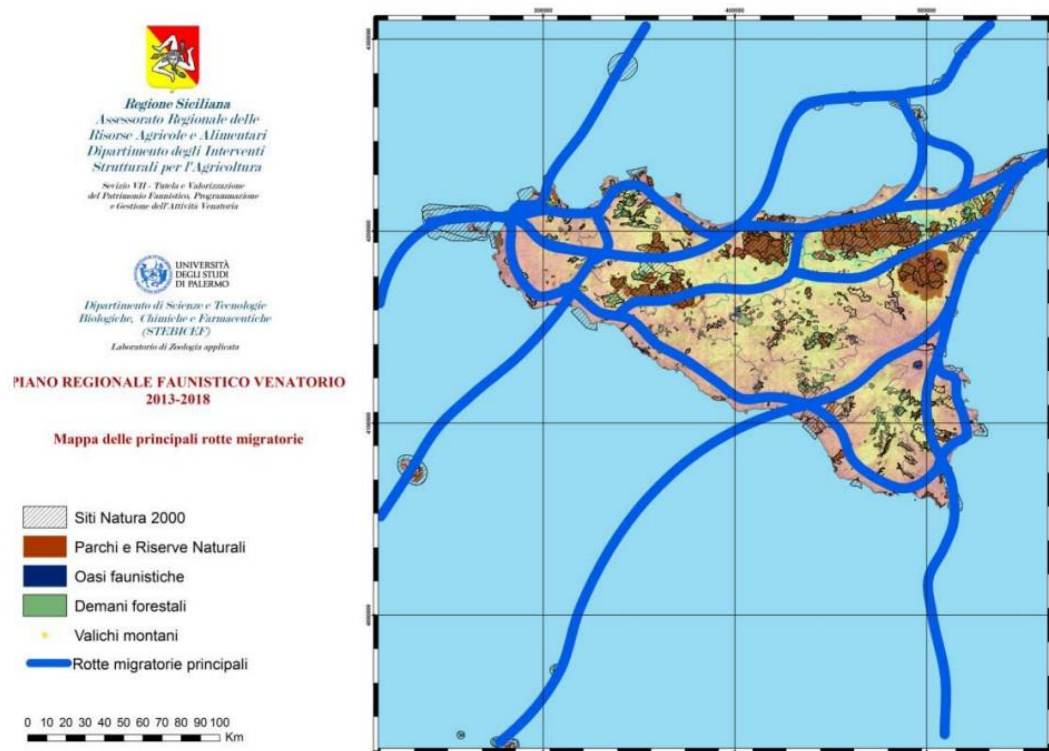 Regione Siciliana
Assessorato Regionale delle
Risorse Agricole e Alimentari
Dipartimento degli Interventi
Strutturali per l'Agricoltura
Sevizio VII - Tutela e Valorizzazione
del Patrimonio Faunistico, Programmazione
e Gestione dell'Attività Venatoria
UNIVERSITÀ
DEGLI STUDI
DI PALERMO
Dipartimento di Scienze e Tecnologie
Biologiche, Chimiche e Farmaceutiche
(STEBICEF)
Laboratorio di Zoologia applicata
PIANO REGIONALE FAUNISTICO VENATORIO
2013-2018
Mappa delle principali rotte migratorie
Siti Natura 2000
Parchi e Riserve Naturali
Oasi faunistiche
Demani forestali
Valichi montani
Rotte migratorie principali
0 10 20 30 40 50 60 70 80 90 100
Km